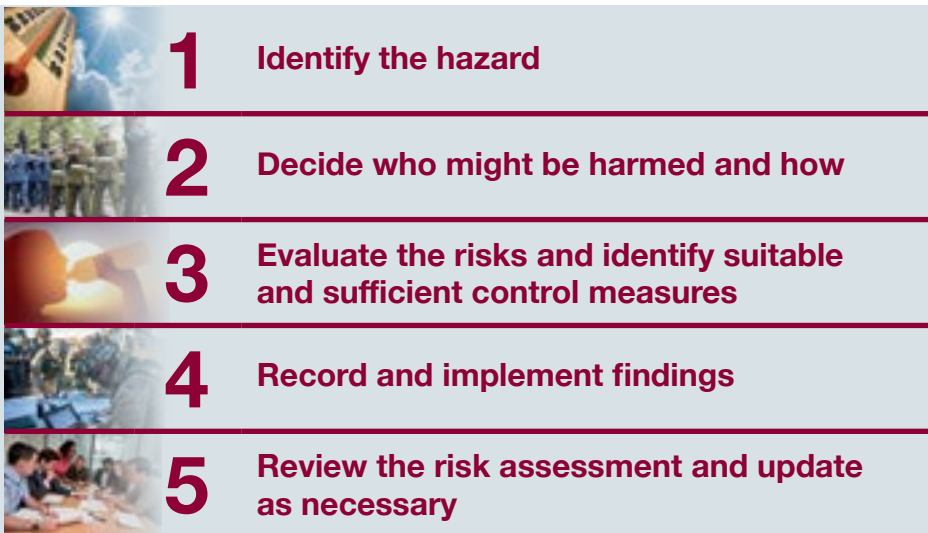 1 Identify the hazard
2 Decide who might be harmed and how
3 Evaluate the risks and identify suitable
and sufficient control measures
4 Record and implement findings
5 Review the risk assessment and update
as necessary